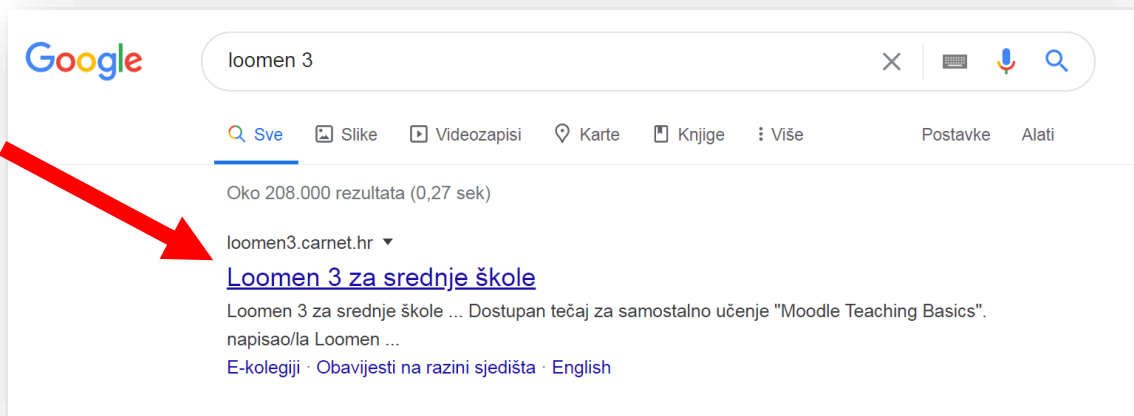 Google
loomen 3
Sve Slike Videozapisi Karte Knjige Više Postavke Alati
Oko 208.000 rezultata (0,27 sek)
loomen3.carnet.hr
Loomen 3 za srednje škole
Loomen 3 za srednje škole ... Dostupan tečaj za samostalno učenje "Moodle Teaching Basics".
napisao/la Loomen ...
E-kolegiji · Obavijesti na razini sjedišta · English